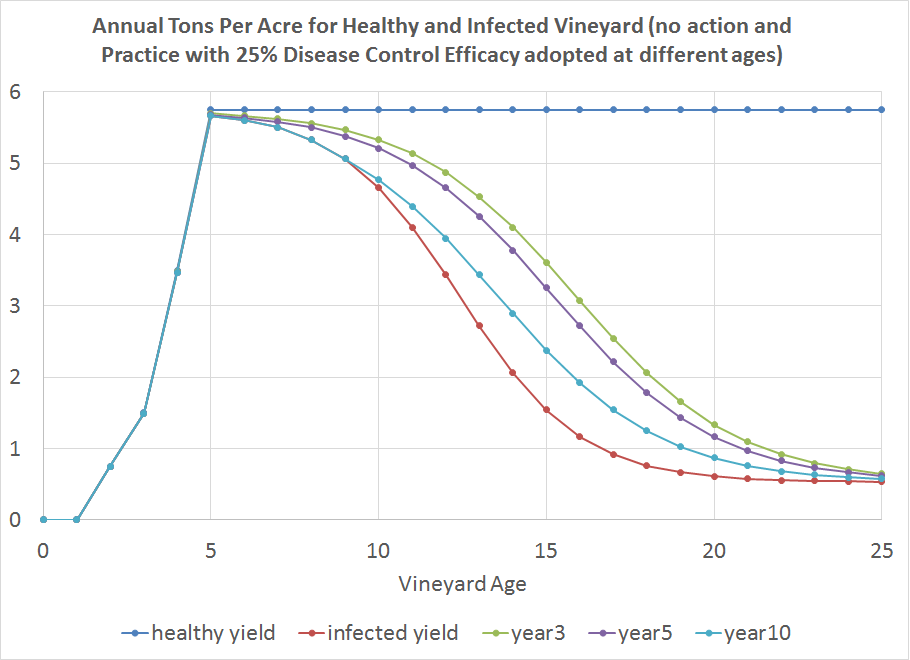 Annual Tons Per Acre for Healthy and Infected Vineyard (no action and
Practice with 25% Disease Control Efficacy adopted at different ages)
6
5
4
3
2
1
0
0 5 10 15 20 25
Vineyard Age
healthy yield infected yield year3 year5 year10